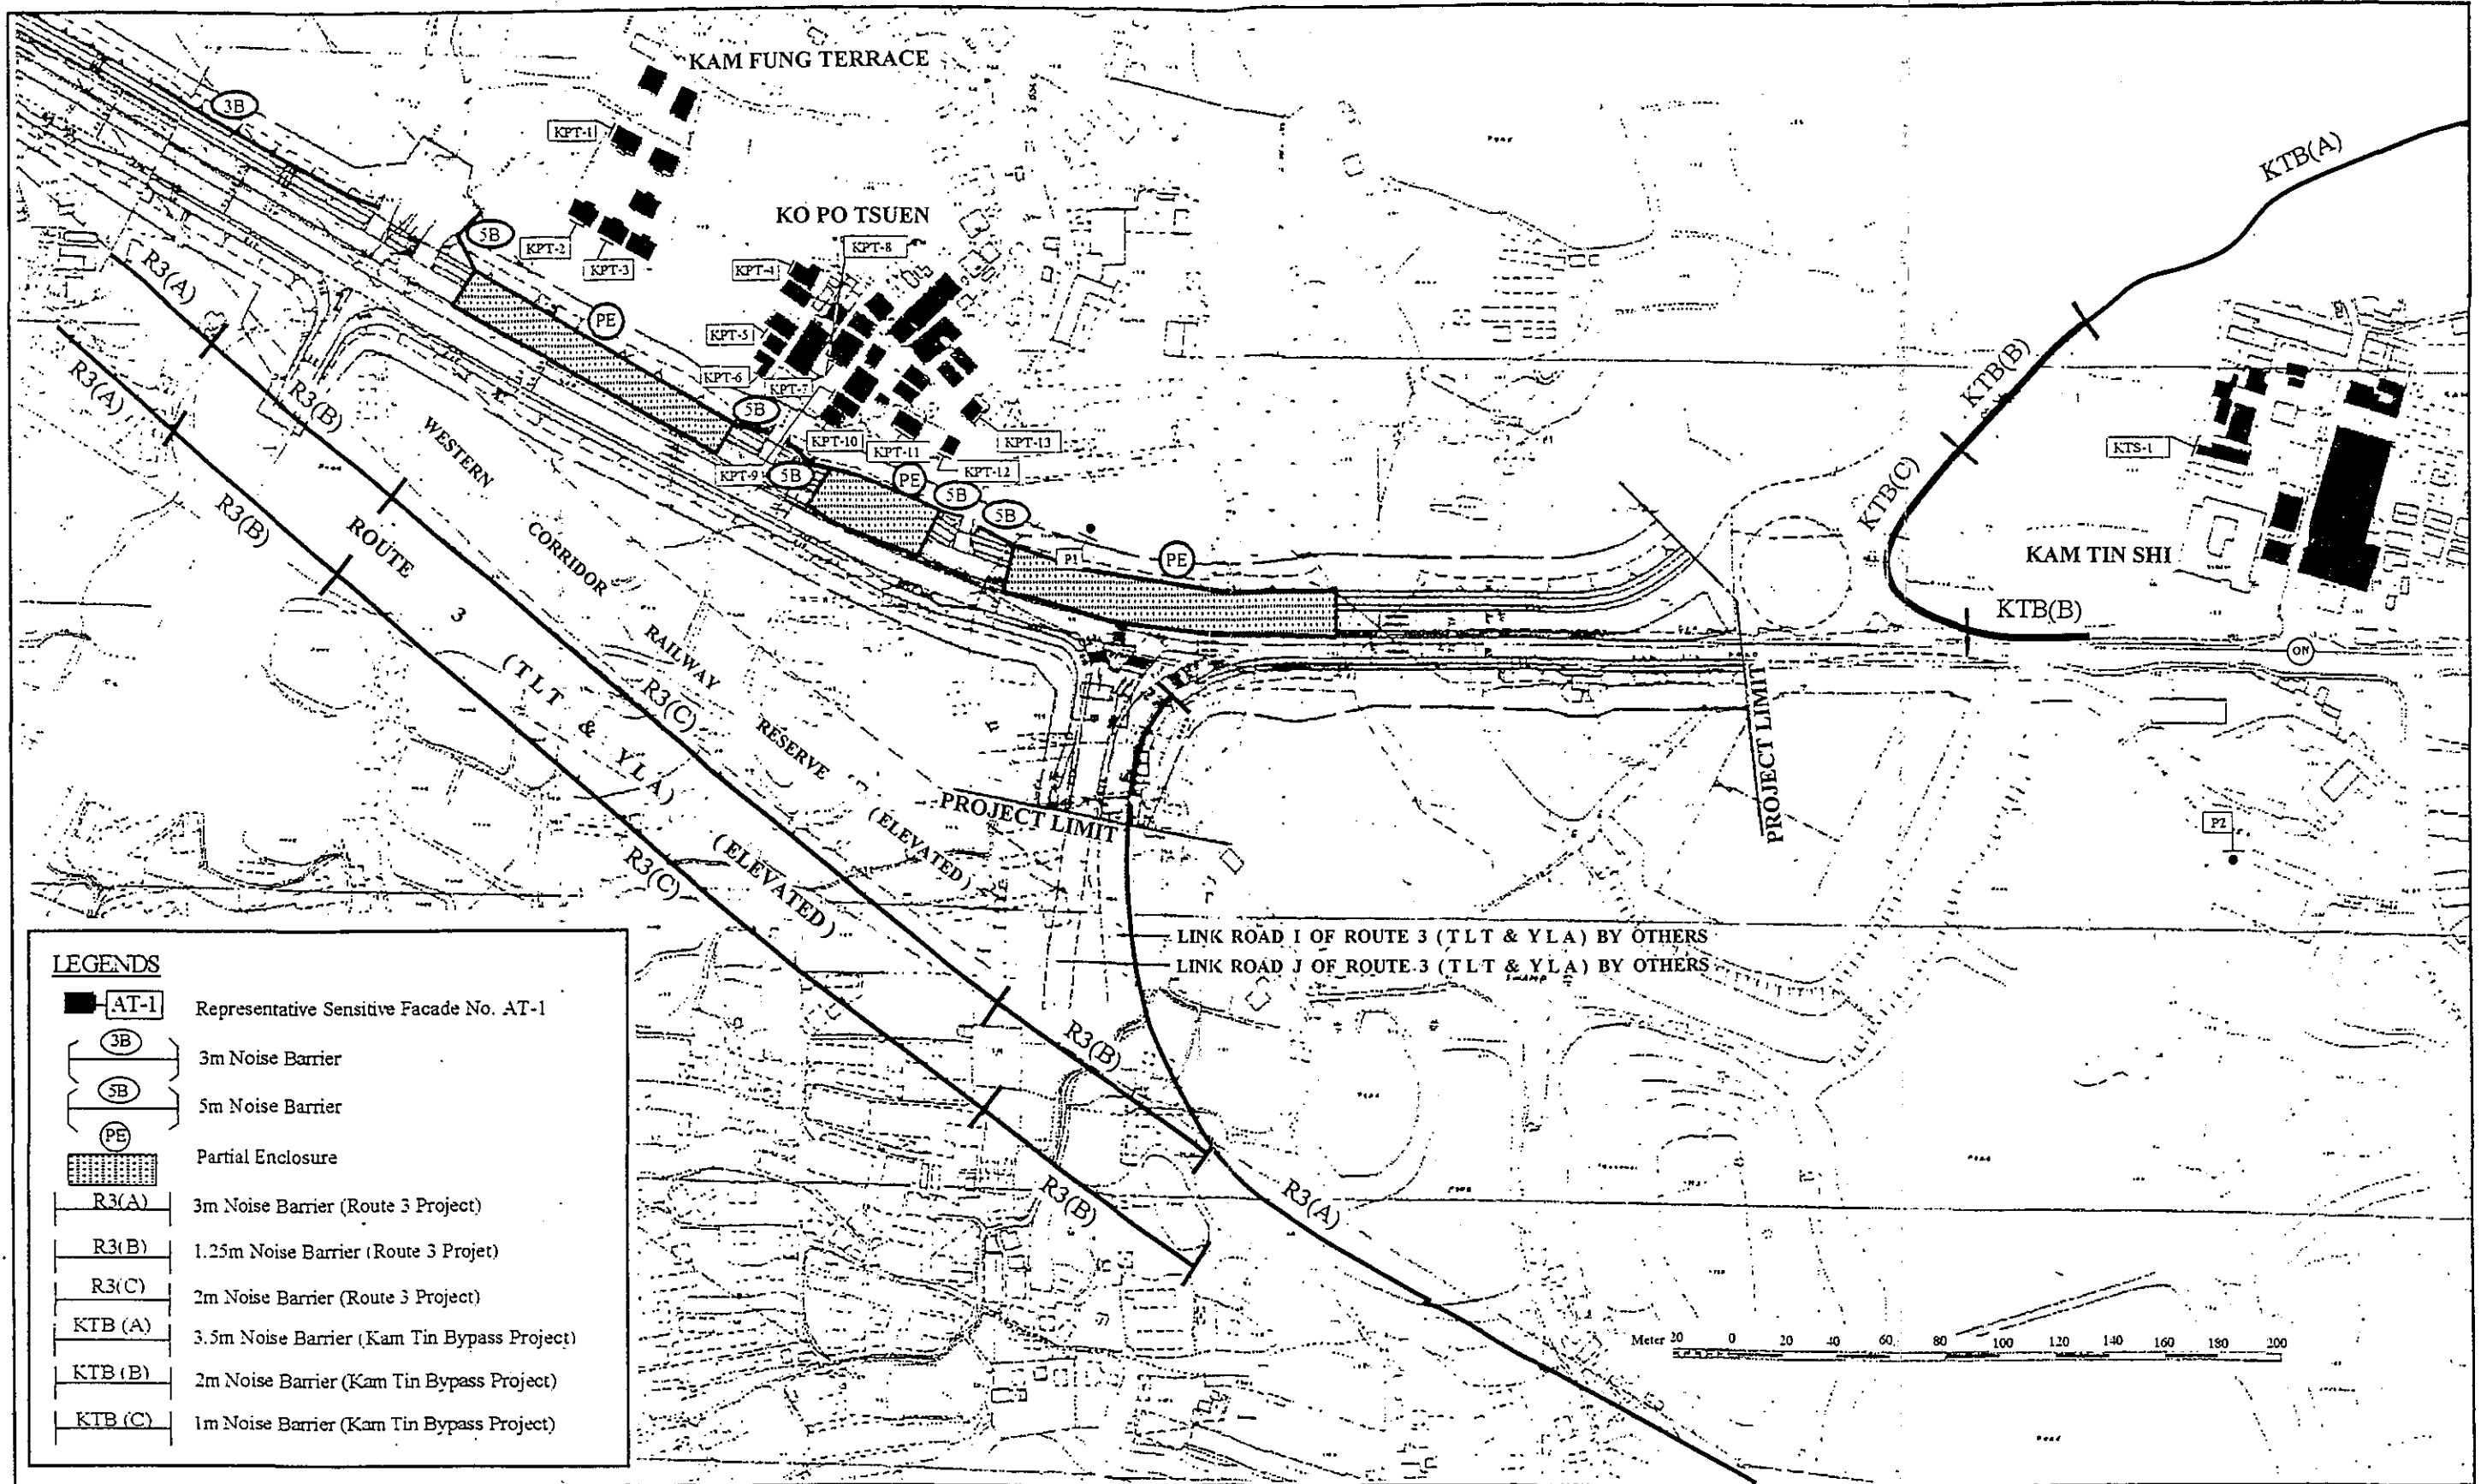 KAM FUNG TERRACE
3B
KPT-1
KTB(A)
KO PO TSUEN
5B
KPT-2
KPT-3
KPT-8
KPT-4
R3(A)
PE
KPT-5
KPT-6
KPT-7
KTB(B)
R3(A)
R3(B)
5B
KPT-10
KPT-13
KPT-11
KPT-12
KPT-9
5B
PE
5B
5B
WESTERN
CORRIDOR
RAILWAY
RESERVE
(ELEVATED)
KTS-1
KTB(C)
R3(B)
ROUTE
3
(TLT & YLA)
(ELEVATED)
P1
PE
KAM TIN SHI
KTB(B)
ON
R3(C)
PROJECT LIMIT
PROJECT LIMIT
P2
R3(C)
LINK ROAD I OF ROUTE 3 (TLT & YLA) BY OTHERS
LINK ROAD J OF ROUTE 3 (TLT & YLA) BY OTHERS
SWAMP
R3(B)
R3(B)
R3(A)
LEGENDS
AT-1 Representative Sensitive Facade No. AT-1
3B 3m Noise Barrier
5B 5m Noise Barrier
PE Partial Enclosure
R3(A) 3m Noise Barrier (Route 3 Project)
R3(B) 1.25m Noise Barrier (Route 3 Projet)
R3(C) 2m Noise Barrier (Route 3 Project)
KTB (A) 3.5m Noise Barrier (Kam Tin Bypass Project)
KTB (B) 2m Noise Barrier (Kam Tin Bypass Project)
KTB (C) 1m Noise Barrier (Kam Tin Bypass Project)
Meter 20 0 20 40 60 80 100 120 140 160 180 200